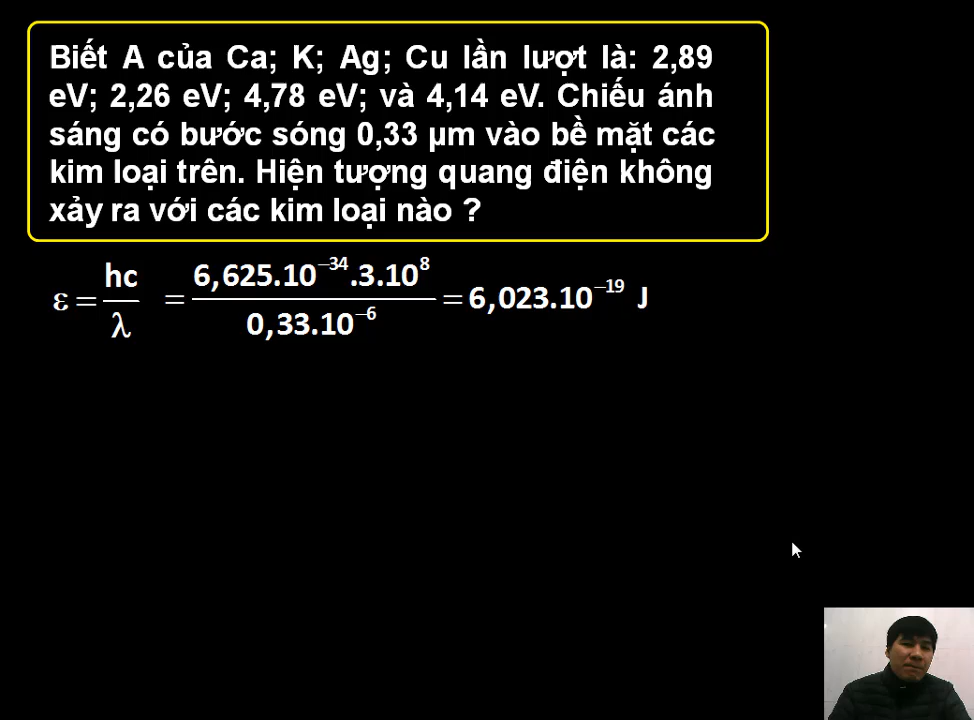 Biết A của Ca; K; Ag; Cu lần lượt là: 2,89
eV; 2,26 eV; 4,78 eV; và 4,14 eV. Chiếu ánh
sáng có bước sóng 0,33 μm vào bề mặt các
kim loại trên. Hiện tượng quang điện không
xảy ra với các kim loại nào ?
ε = hc/λ = 6,625.10⁻³⁴.3.10⁸/0,33.10⁻⁶ = 6,023.10⁻¹⁹ J